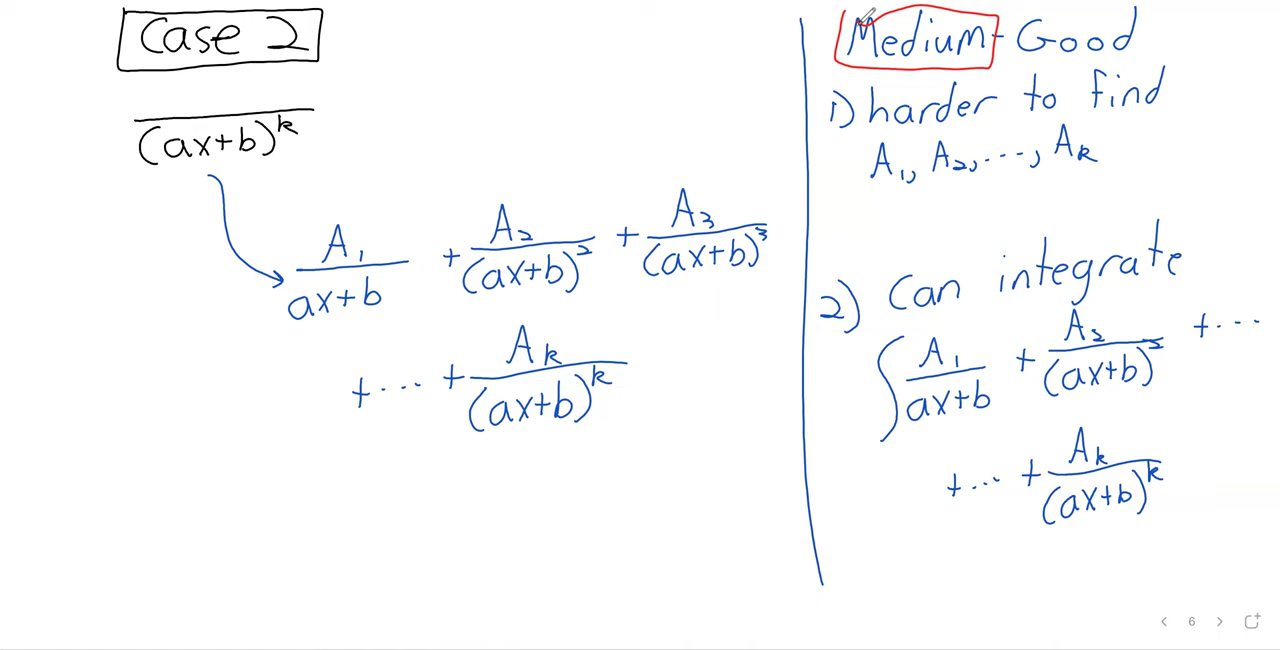 Case 2
(ax+b)^k
A₁/(ax+b) + A₂/(ax+b)² + A₃/(ax+b)³
+ ··· + A_k/(ax+b)^k
Medium-Good
1) harder to find
A₁, A₂, ..., A_k
2) Can integrate
∫ A₁/(ax+b) + A₂/(ax+b)² + ···
+ ··· + A_k/(ax+b)^k
< 6 >